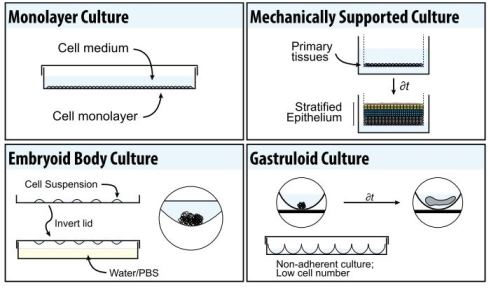 Monolayer Culture
Cell medium
Cell monolayer
Mechanically Supported Culture
Primary
tissues
∂t
Stratified
Epithelium
Embryoid Body Culture
Cell Suspension
Invert lid
Water/PBS
Gastruloid Culture
∂t
Non-adherent culture;
Low cell number